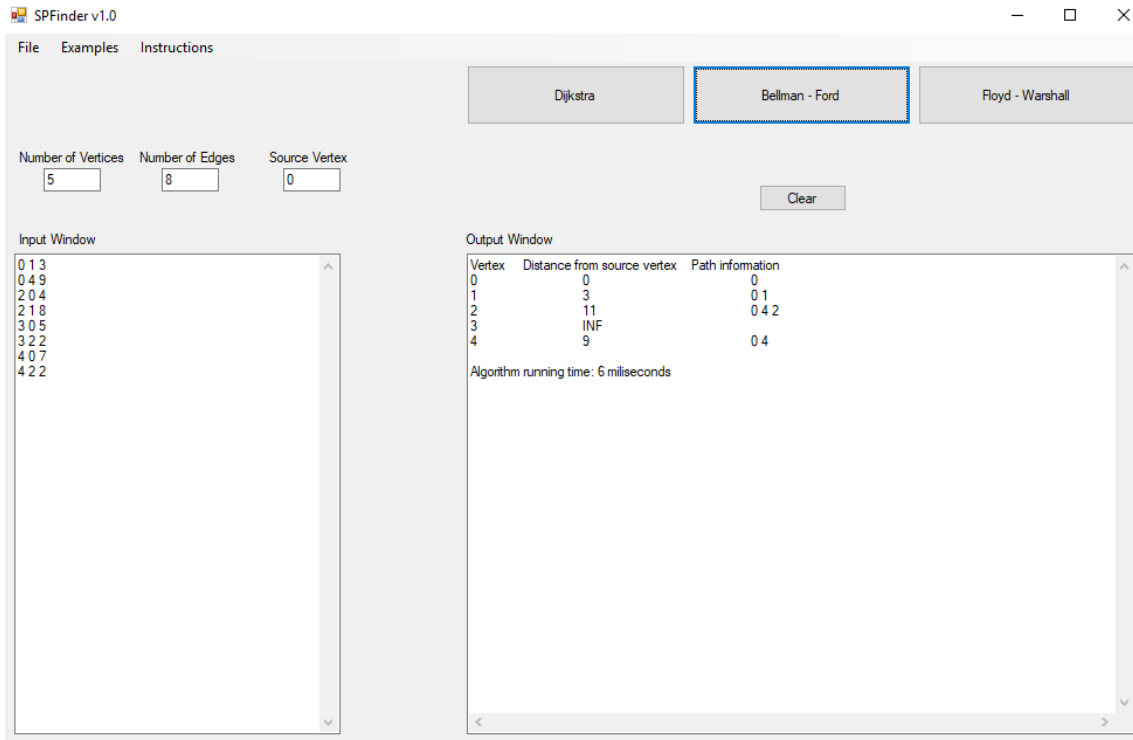 SPFinder v1.0
File Examples Instructions
Dijkstra Bellman - Ford Floyd - Warshall
Number of Vertices Number of Edges Source Vertex
5 8 0
Clear
Input Window
0 1 3
0 4 9
2 0 4
2 1 8
3 0 5
3 2 2
4 0 7
4 2 2
Output Window
Vertex Distance from source vertex Path information
0 0 0
1 3 0 1
2 11 0 4 2
3 INF
4 9 0 4
Algorithm running time: 6 miliseconds